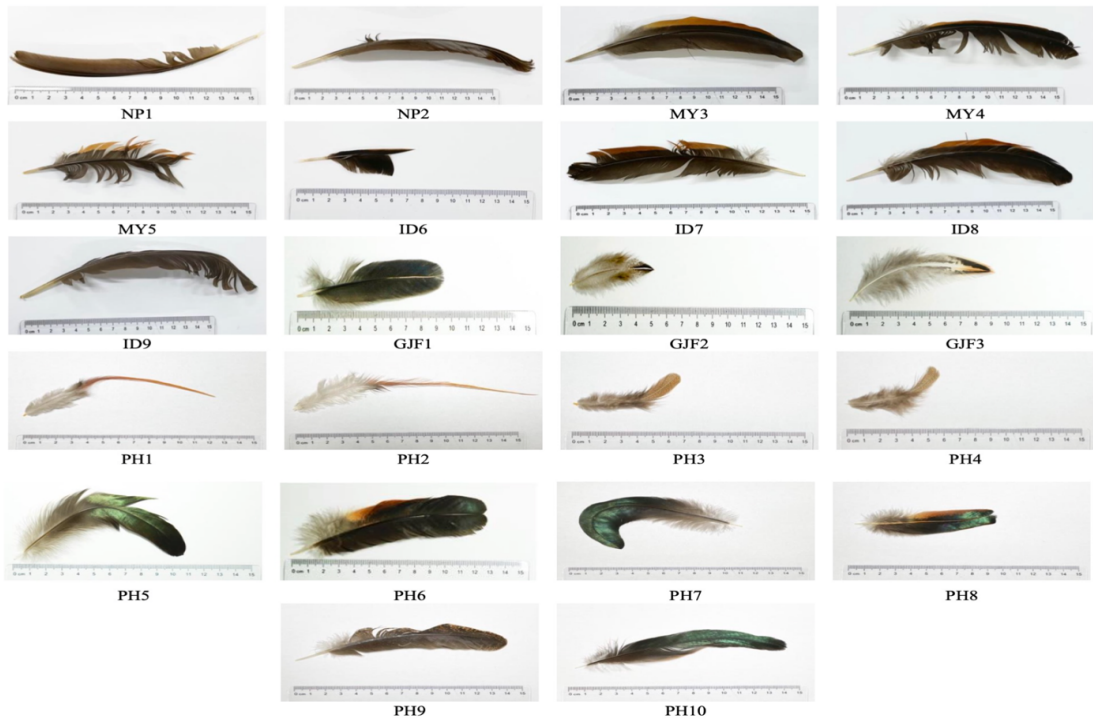 NP1 NP2 MY3 MY4
MY5 ID6 ID7 ID8
ID9 GJF1 GJF2 GJF3
PH1 PH2 PH3 PH4
PH5 PH6 PH7 PH8
PH9 PH10